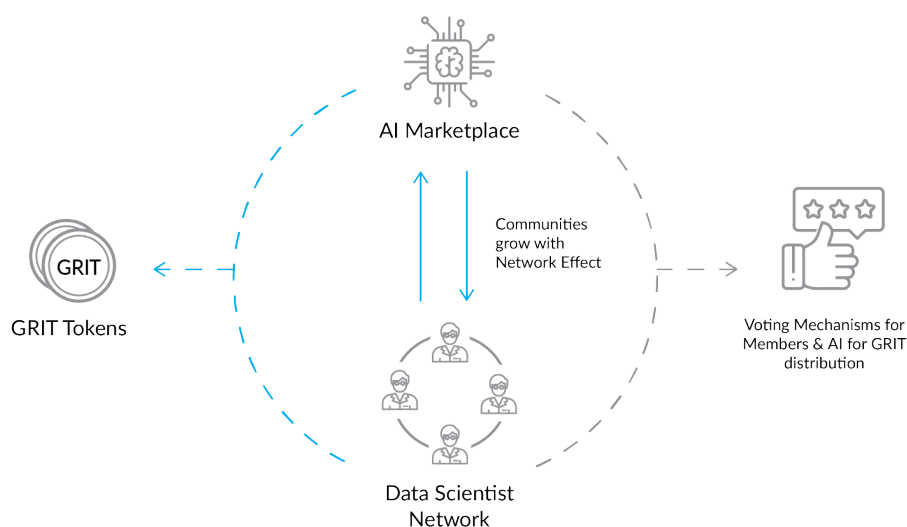 AI Marketplace
Communities
grow with
Network Effect
GRIT
GRIT Tokens
Voting Mechanisms for
Members & AI for GRIT
distribution
Data Scientist
Network